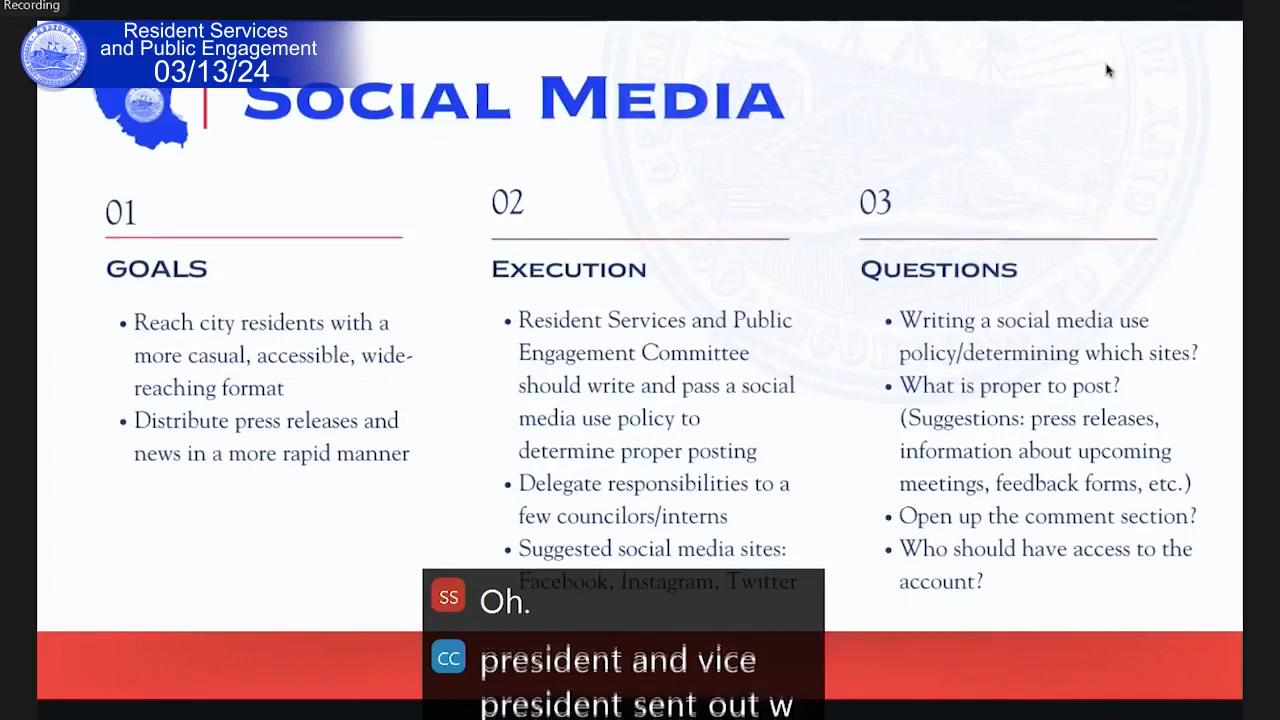 Recording
Resident Services
and Public Engagement
03/13/24
SOCIAL MEDIA
01
GOALS
• Reach city residents with a
more casual, accessible, wide-
reaching format
• Distribute press releases and
news in a more rapid manner
02
EXECUTION
• Resident Services and Public
Engagement Committee
should write and pass a social
media use policy to
determine proper posting
• Delegate responsibilities to a
few councilors/interns
• Suggested social media sites:
Facebook, Instagram, Twitter
03
QUESTIONS
• Writing a social media use
policy/determining which sites?
• What is proper to post?
(Suggestions: press releases,
information about upcoming
meetings, feedback forms, etc.)
• Open up the comment section?
• Who should have access to the
account?
SS Oh.
CC president and vice
president sent out w